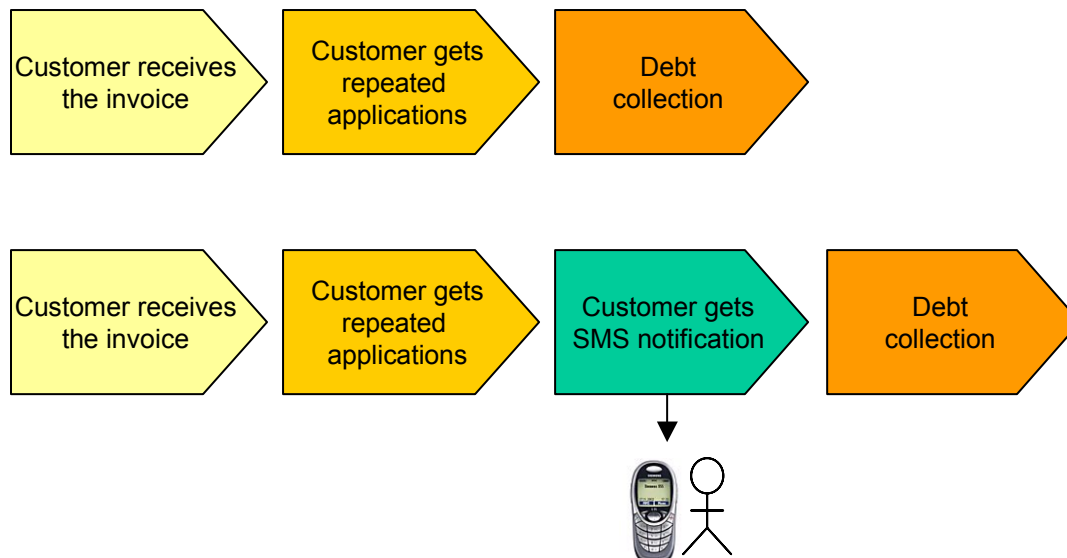 Customer receives
the invoice
Customer gets
repeated
applications
Debt
collection
Customer receives
the invoice
Customer gets
repeated
applications
Customer gets
SMS notification
Debt
collection